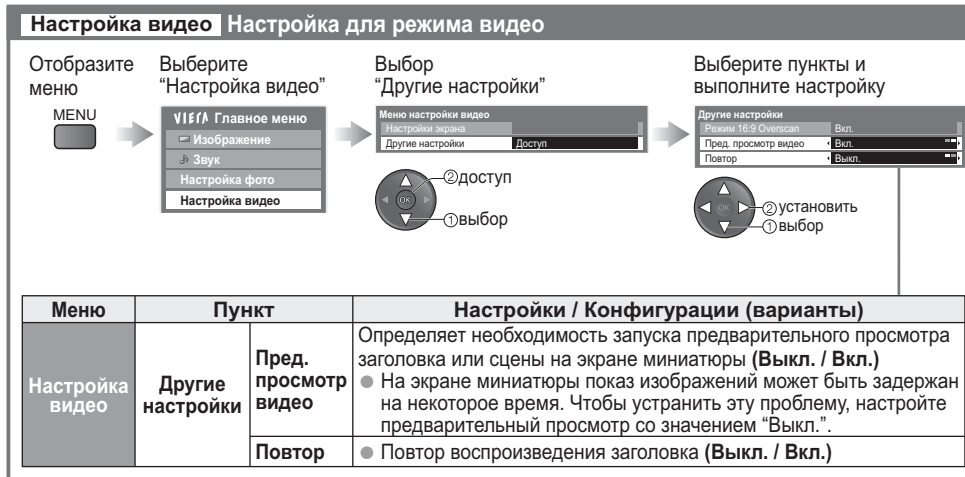 Настройка видео Настройка для режима видео
Отобразите меню
MENU
Выберите
“Настройка видео”
VIERA Главное меню
Изображение
Звук
Настройка фото
Настройка видео
Выбор
“Другие настройки”
Меню настройки видео
Настройки экрана
Другие настройки Доступ
OK
②доступ
①выбор
Выберите пункты и
выполните настройку
Другие настройки
Режим 16:9 Overscan Вкл.
Пред. просмотр видео Вкл.
Повтор Выкл.
OK
②установить
①выбор
Меню Пункт Настройки / Конфигурации (варианты)
Настройка
видео
Другие
настройки
Пред.
просмотр
видео
Определяет необходимость запуска предварительного просмотра
заголовка или сцены на экране миниатюры (Выкл. / Вкл.)
● На экране миниатюры показ изображений может быть задержан
на некоторое время. Чтобы устранить эту проблему, настройте
предварительный просмотр со значением “Выкл.”.
Повтор ● Повтор воспроизведения заголовка (Выкл. / Вкл.)